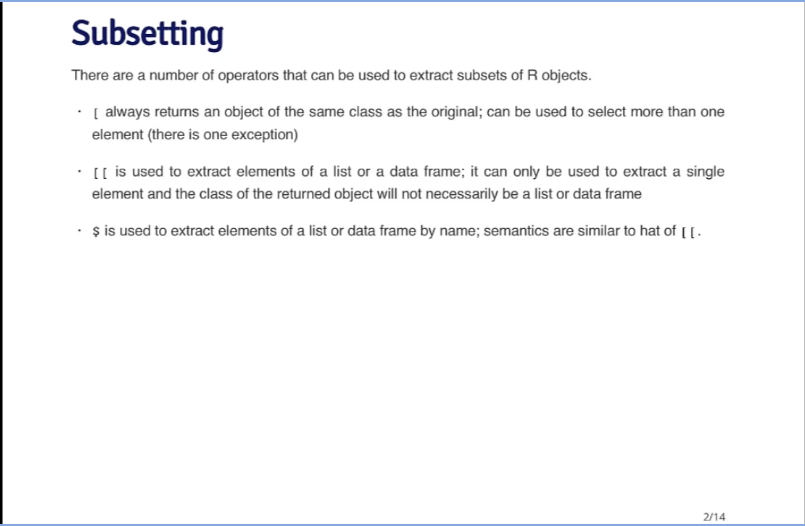 Subsetting
There are a number of operators that can be used to extract subsets of R objects.
· [ always returns an object of the same class as the original; can be used to select more than one
element (there is one exception)
· [[ is used to extract elements of a list or a data frame; it can only be used to extract a single
element and the class of the returned object will not necessarily be a list or data frame
· $ is used to extract elements of a list or data frame by name; semantics are similar to hat of [[.
2/14